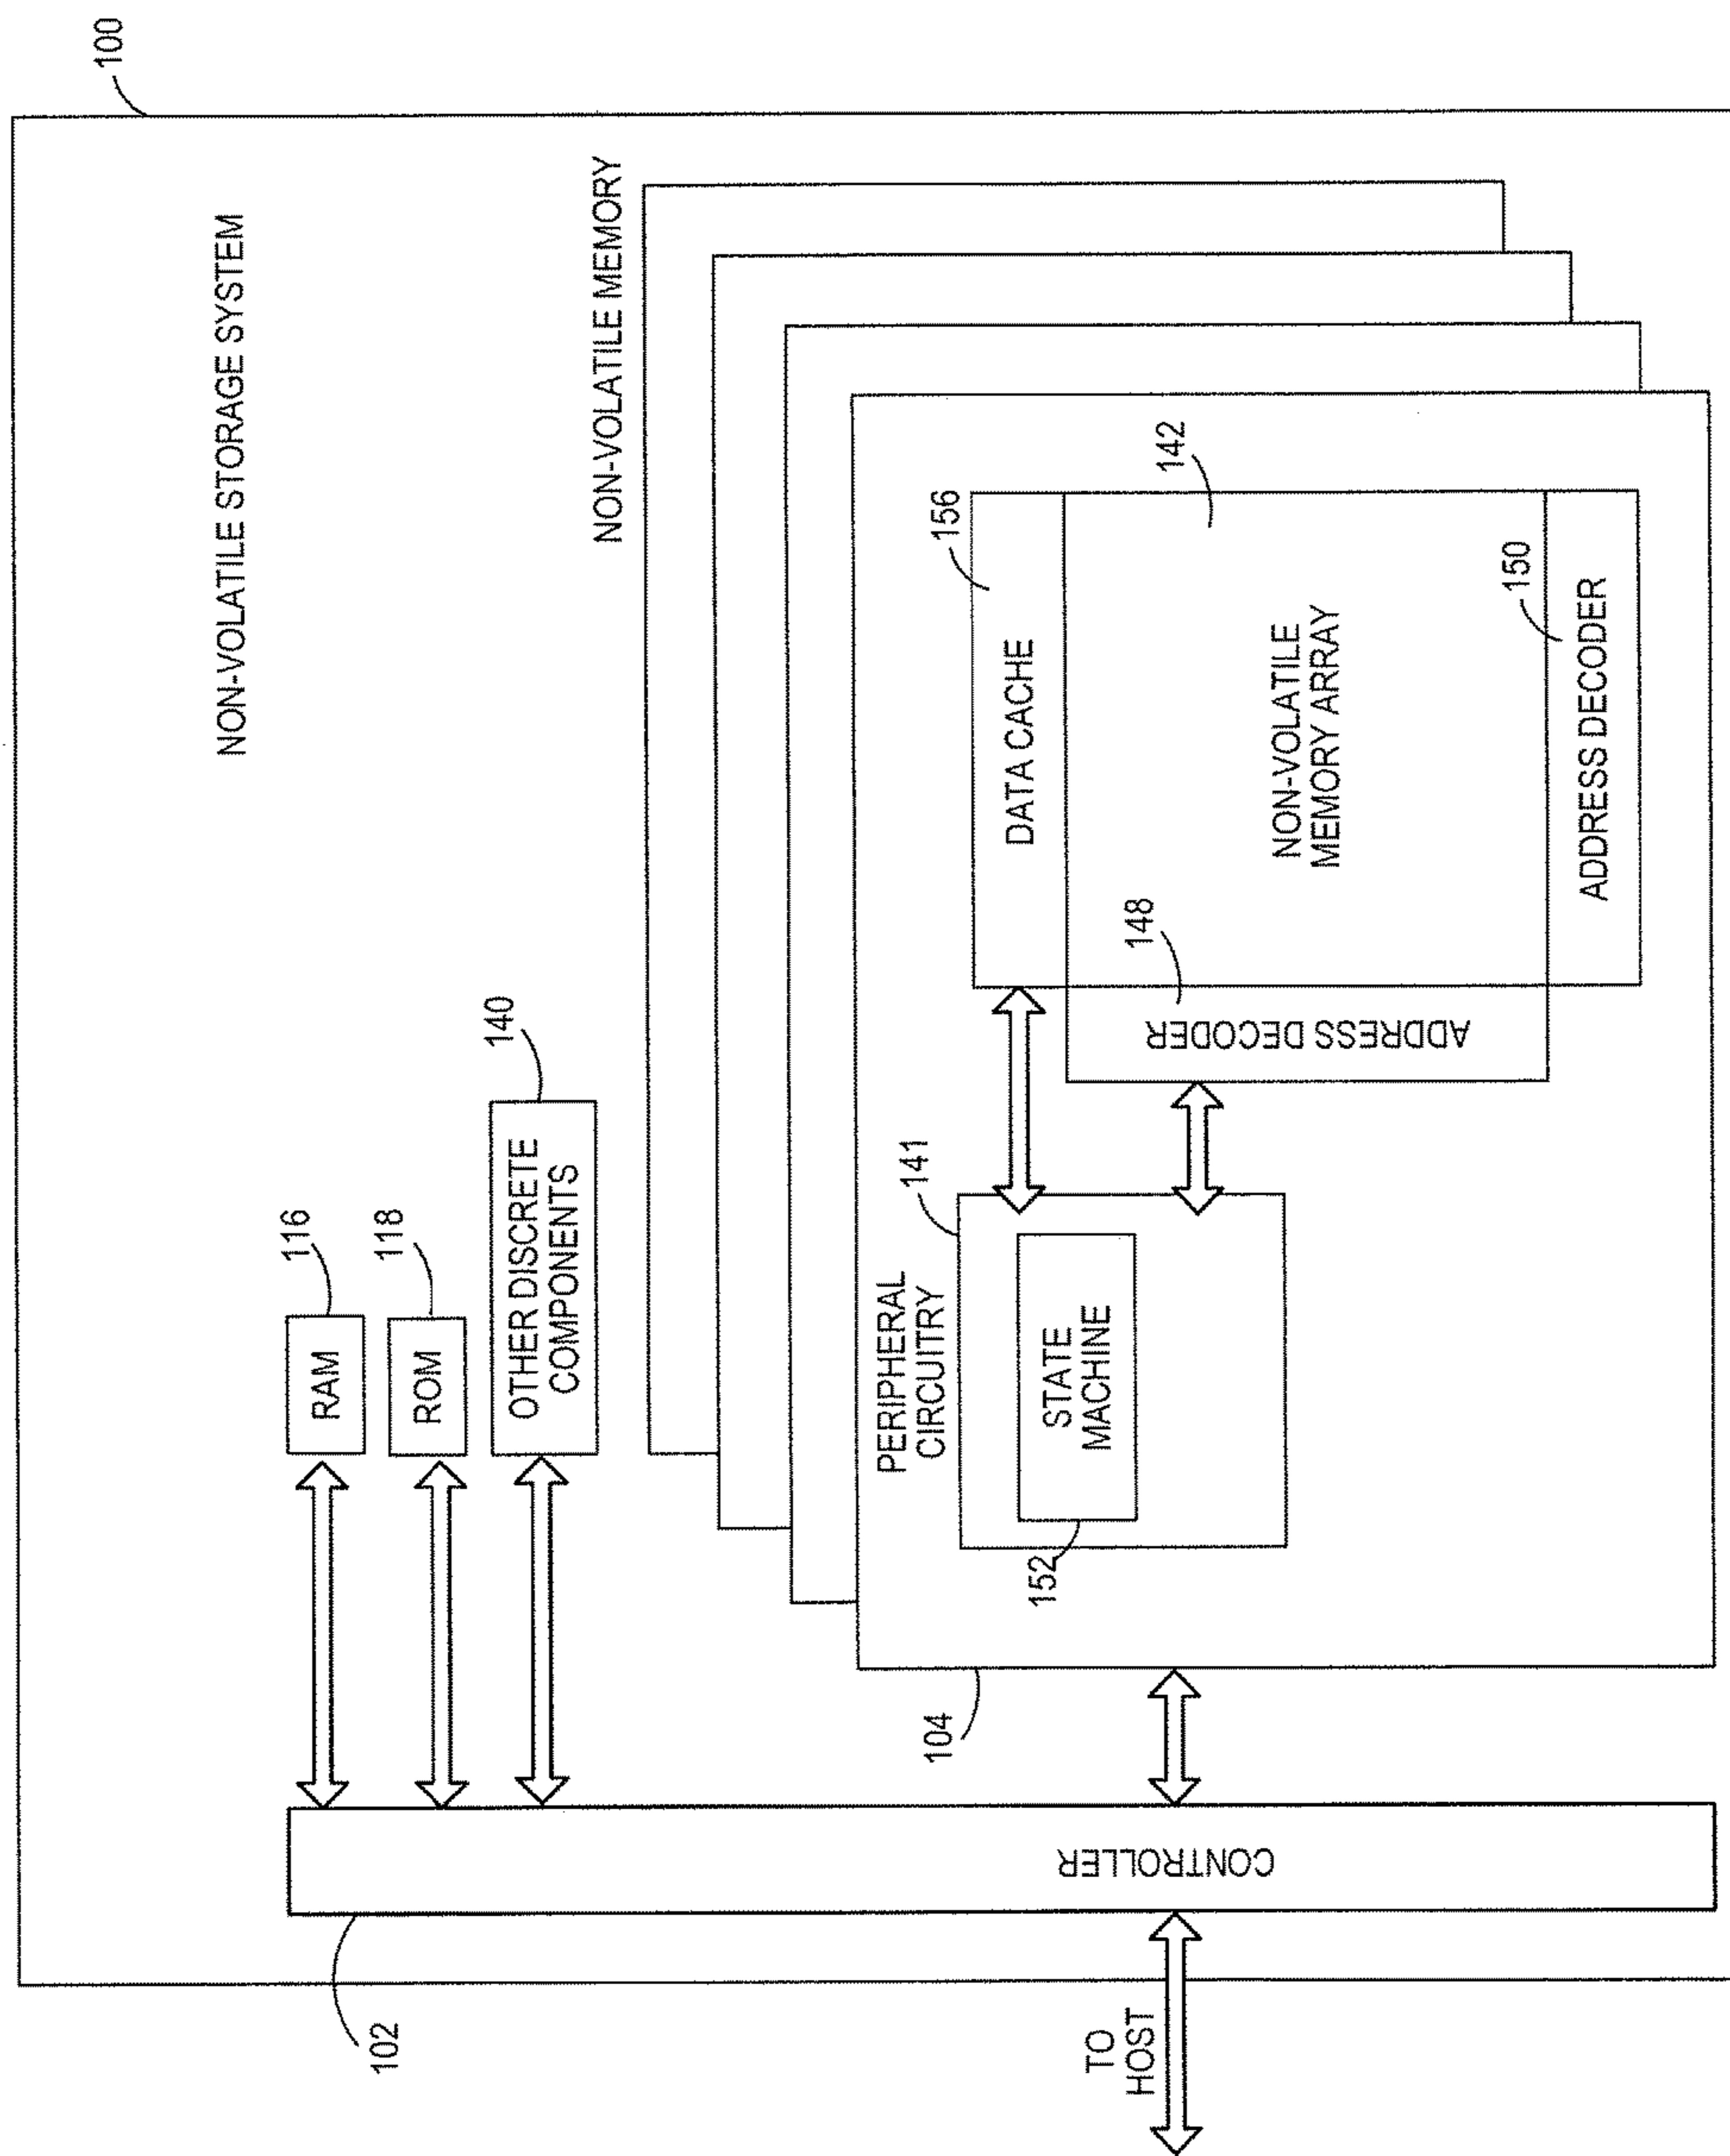 100
NON-VOLATILE STORAGE SYSTEM
116
RAM
118
ROM
140
OTHER DISCRETE
COMPONENTS
NON-VOLATILE MEMORY
PERIPHERAL
CIRCUITRY
141
STATE
MACHINE
152
156
DATA CACHE
142
NON-VOLATILE
MEMORY ARRAY
148
ADDRESS DECODER
150
ADDRESS DECODER
104
CONTROLLER
102
TO
HOST